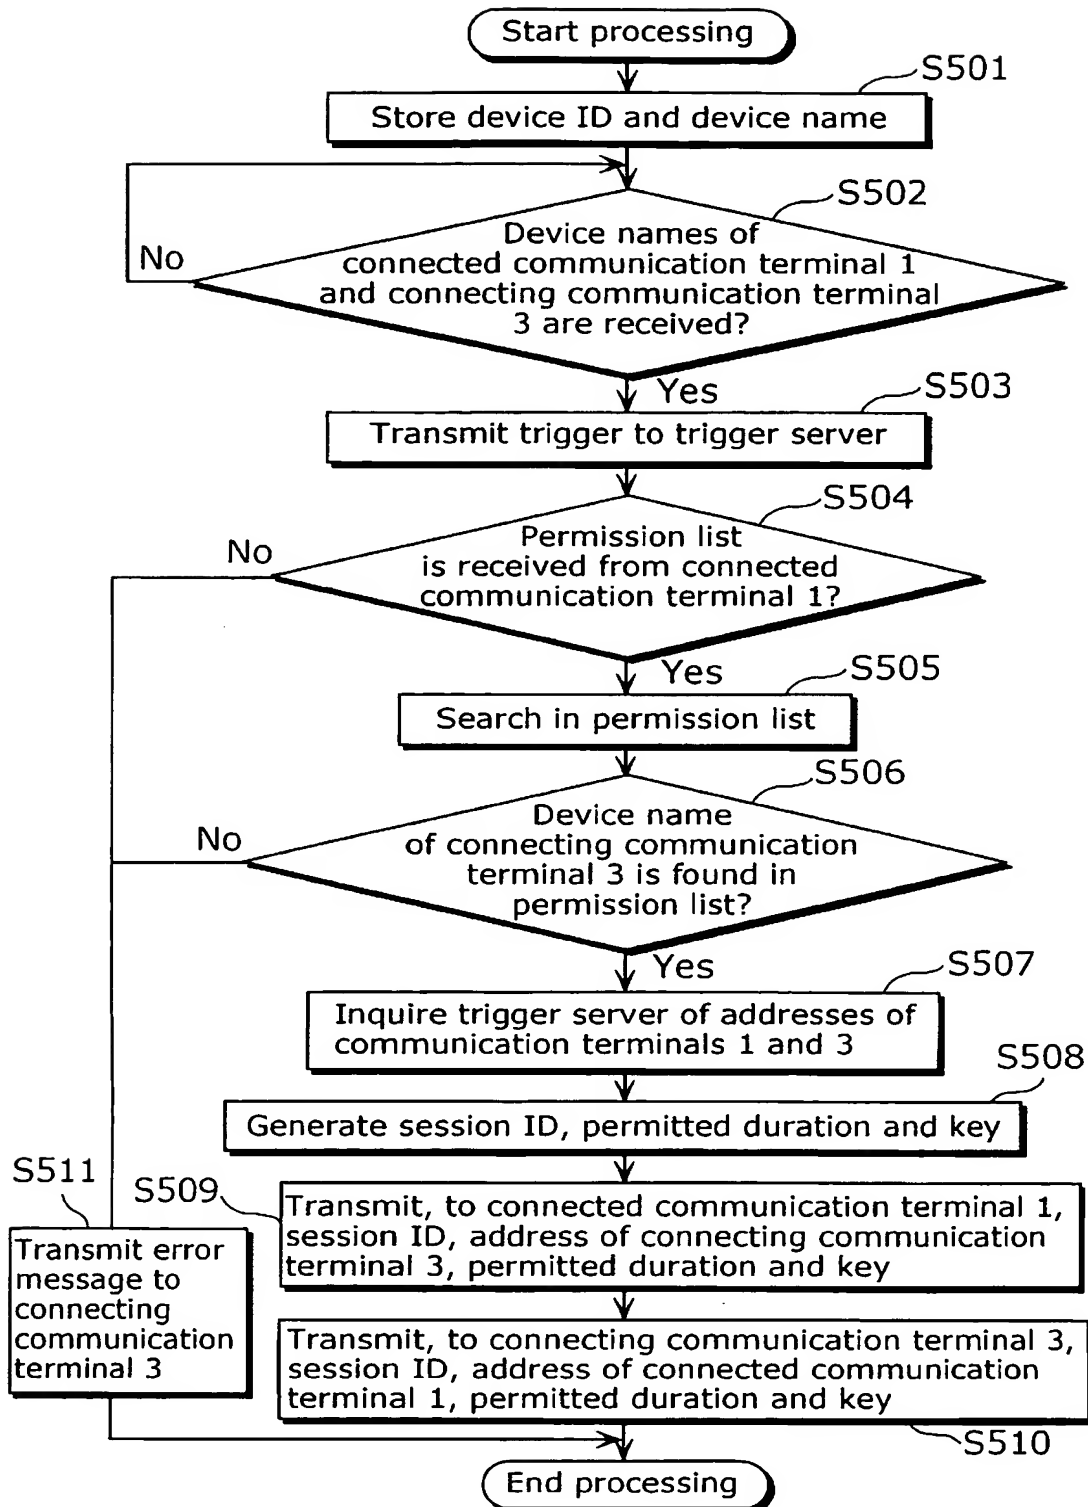 Start processing
S501
Store device ID and device name
S502
Device names of
connected communication terminal 1
and connecting communication terminal
3 are received?
No
Yes
S503
Transmit trigger to trigger server
S504
Permission list
is received from connected
communication terminal 1?
No
Yes
S505
Search in permission list
S506
Device name
of connecting communication
terminal 3 is found in
permission list?
No
Yes
S507
Inquire trigger server of addresses of
communication terminals 1 and 3
S508
Generate session ID, permitted duration and key
S509
Transmit, to connected communication terminal 1,
session ID, address of connecting communication
terminal 3, permitted duration and key
S511
Transmit error
message to
connecting
communication
terminal 3
Transmit, to connecting communication terminal 3,
session ID, address of connected communication
terminal 1, permitted duration and key
S510
End processing